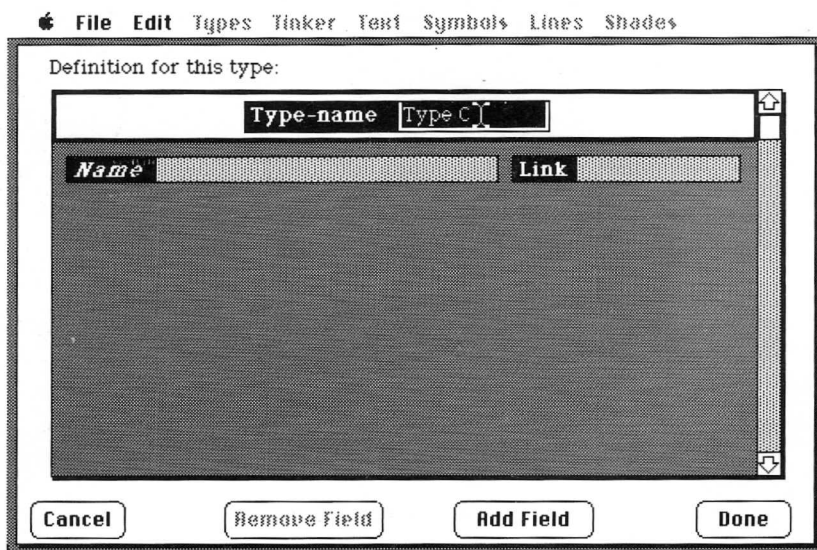 File Edit Types Tinker Text Symbols Lines Shades
Definition for this type:
Type-name Type C
Name Link
Cancel Remove Field Add Field Done